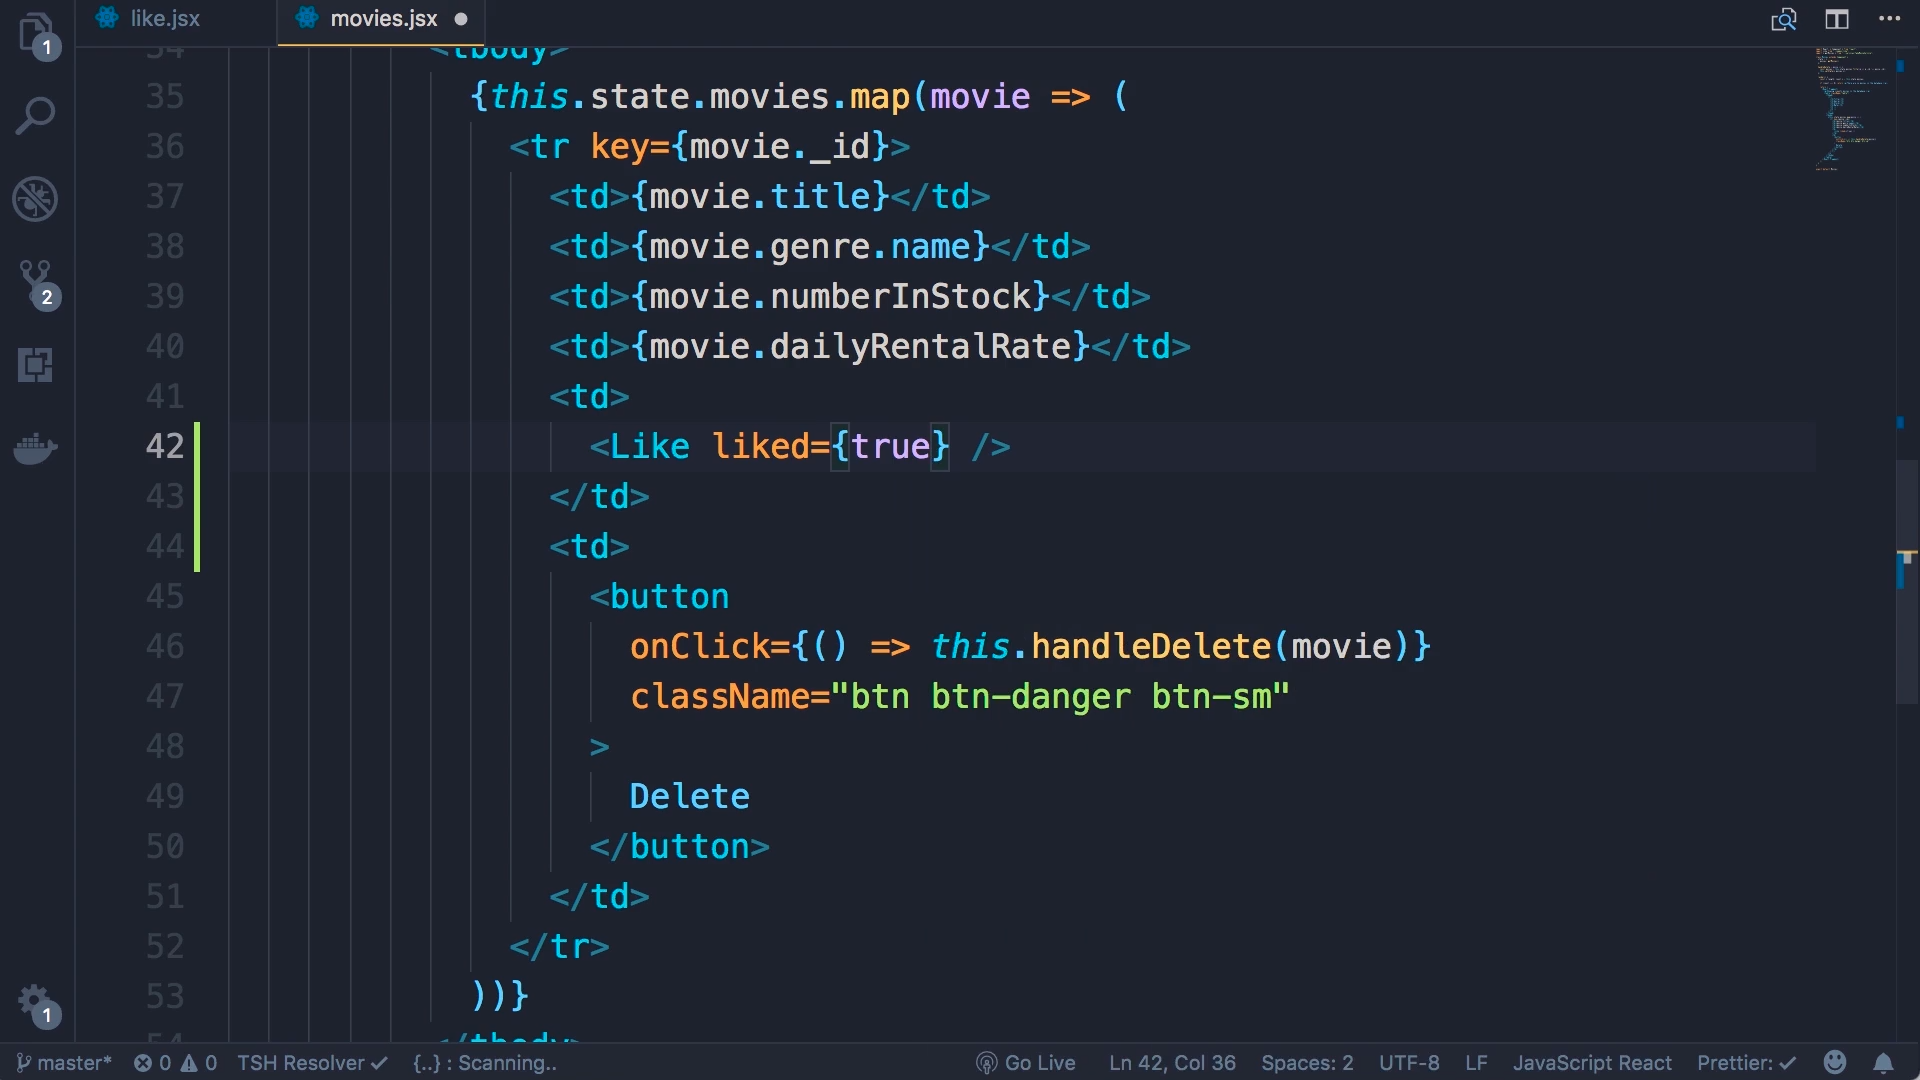 like.jsx
movies.jsx
34 <tbody>
35 {this.state.movies.map(movie => (
36 <tr key={movie._id}>
37 <td>{movie.title}</td>
38 <td>{movie.genre.name}</td>
39 <td>{movie.numberInStock}</td>
40 <td>{movie.dailyRentalRate}</td>
41 <td>
42 <Like liked={true} />
43 </td>
44 <td>
45 <button
46 onClick={() => this.handleDelete(movie)}
47 className="btn btn-danger btn-sm"
48 >
49 Delete
50 </button>
51 </td>
52 </tr>
53 ))}
54 </tbody>
1
2
1
master* 0 0 TSH Resolver ✓ {..} : Scanning.. Go Live Ln 42, Col 36 Spaces: 2 UTF-8 LF JavaScript React Prettier: ✓